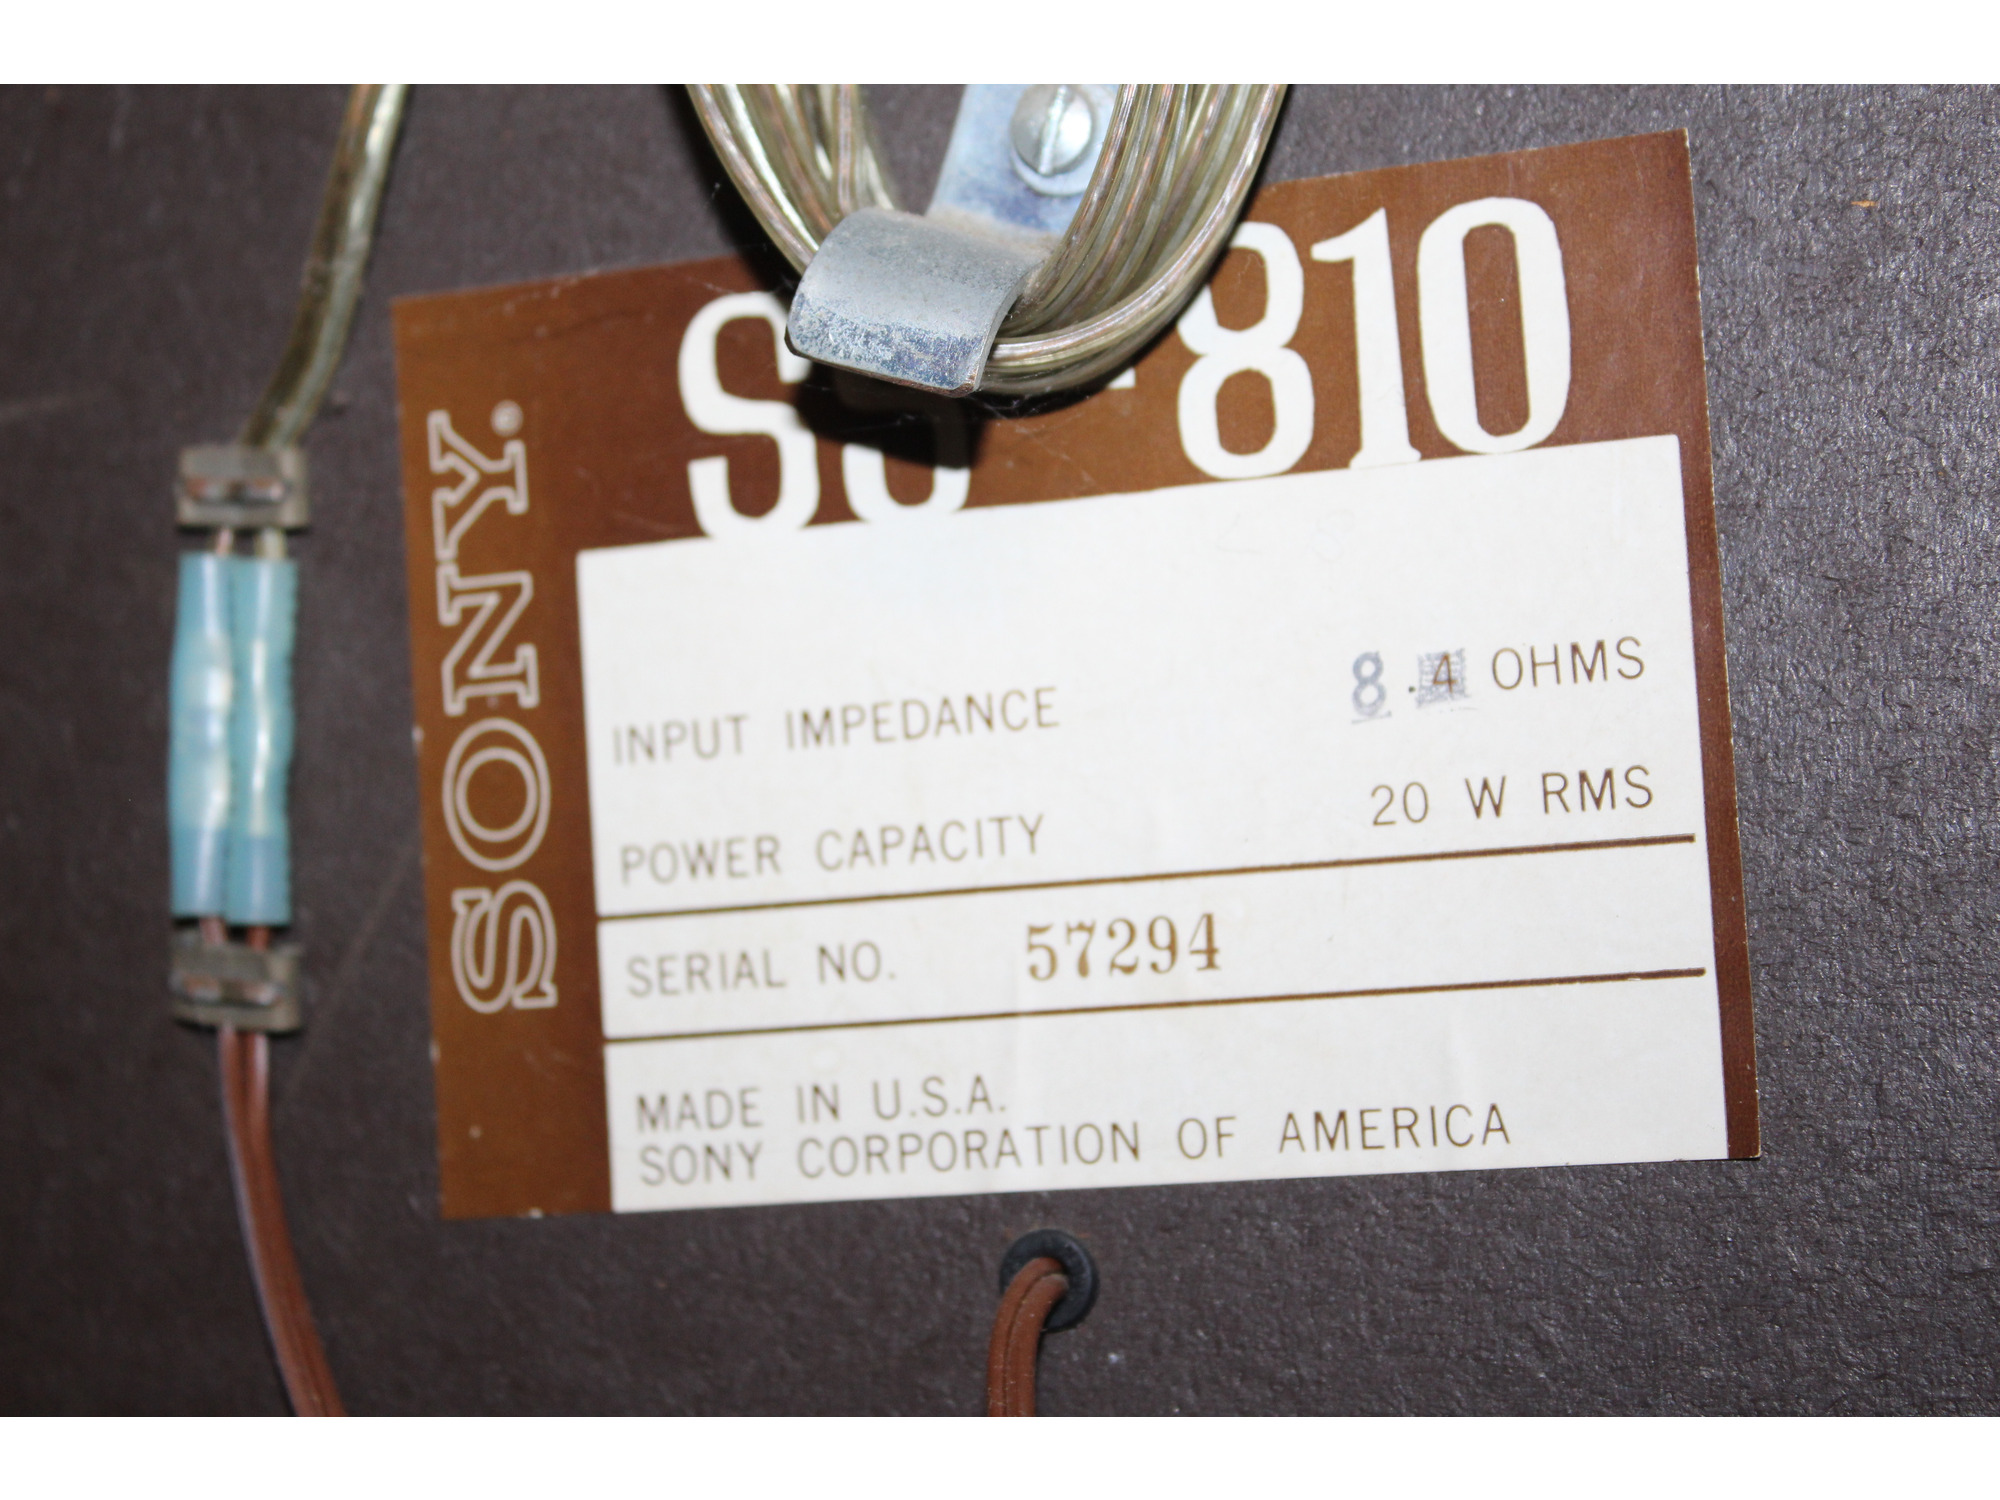 SS-810
SONY®
INPUT IMPEDANCE 8 4 OHMS
POWER CAPACITY 20 W RMS
SERIAL NO. 57294
MADE IN U.S.A.
SONY CORPORATION OF AMERICA